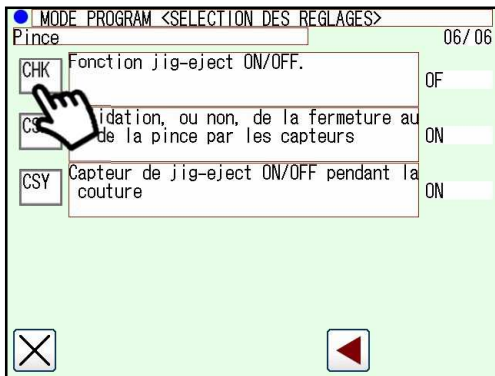 MODE PROGRAM <SELECTION DES REGLAGES>
Pince 06/06
CHK Fonction jig-eject ON/OFF. OF
idation, ou non, de la fermeture au
de la pince par les capteurs ON
CSY Capteur de jig-eject ON/OFF pendant la
couture ON